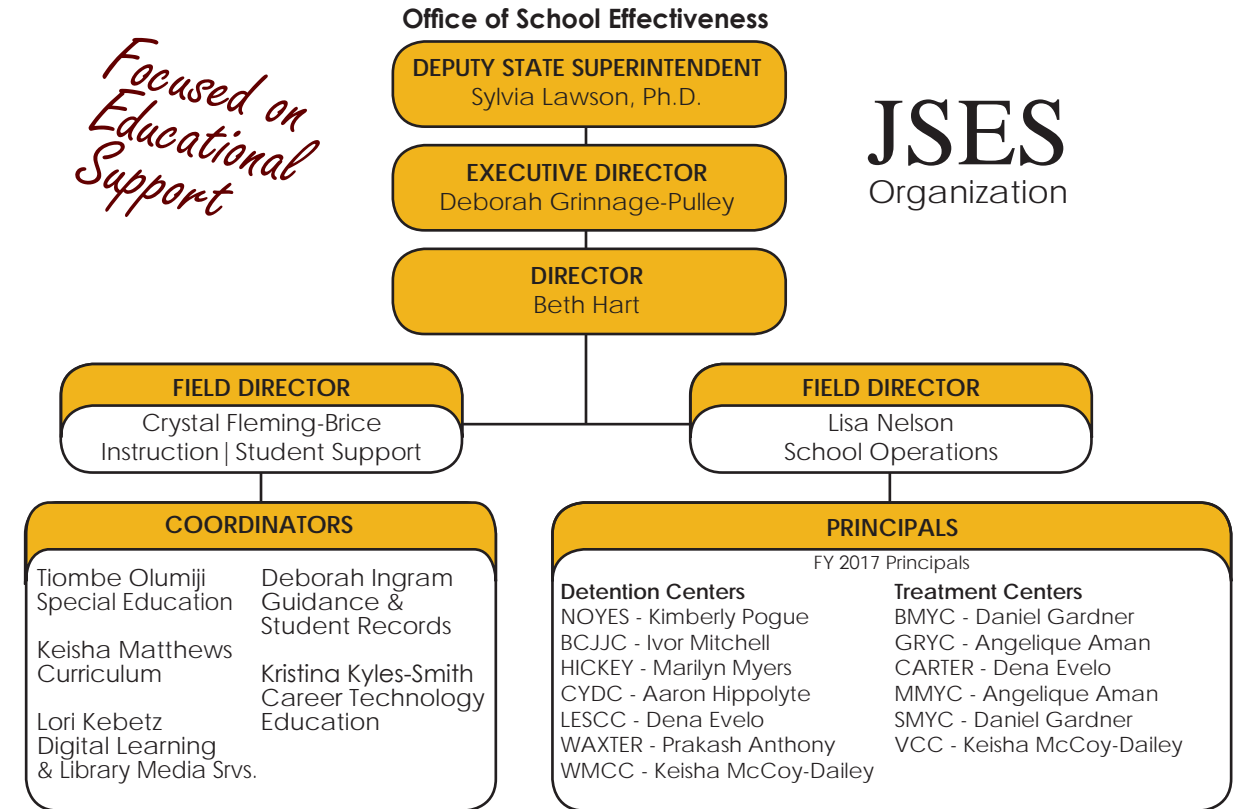 Office of School Effectiveness
Focused on
Educational
Support
DEPUTY STATE SUPERINTENDENT
Sylvia Lawson, Ph.D.
JSES
Organization
EXECUTIVE DIRECTOR
Deborah Grinnage-Pulley
DIRECTOR
Beth Hart
FIELD DIRECTOR
Crystal Fleming-Brice
Instruction|Student Support
FIELD DIRECTOR
Lisa Nelson
School Operations
COORDINATORS
Tiombe Olumiji
Special Education
Keisha Matthews
Curriculum
Lori Kebetz
Digital Learning
& Library Media Srvs.
Deborah Ingram
Guidance &
Student Records
Kristina Kyles-Smith
Career Technology
Education
PRINCIPALS
FY 2017 Principals
Detention Centers
NOYES - Kimberly Pogue
BCJJC - Ivor Mitchell
HICKEY - Marilyn Myers
CYDC - Aaron Hippolyte
LESCC - Dena Evelo
WAXTER - Prakash Anthony
WMCC - Keisha McCoy-Dailey
Treatment Centers
BMYC - Daniel Gardner
GRYC - Angelique Aman
CARTER - Dena Evelo
MMYC - Angelique Aman
SMYC - Daniel Gardner
VCC - Keisha McCoy-Dailey